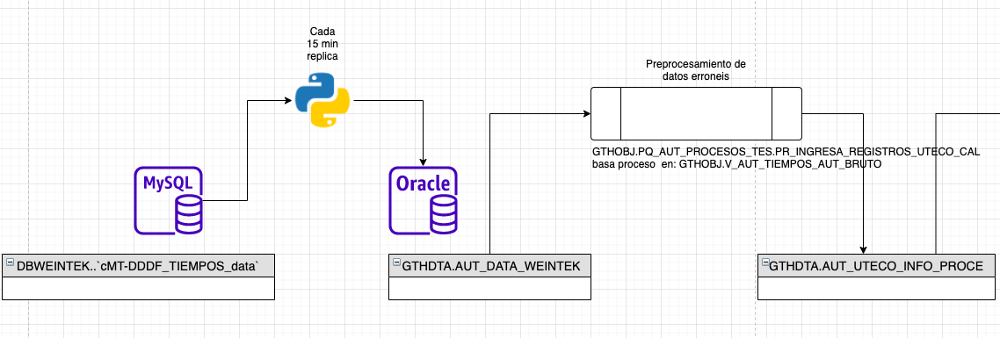 Cada
15 min
replica
Preprocesamiento de
datos erroneis
GTHOBJ.PQ_AUT_PROCESOS_TES.PR_INGRESA_REGISTROS_UTECO_CAL
basa proceso  en: GTHOBJ.V_AUT_TIEMPOS_AUT_BRUTO
MySQL
Oracle
DBWEINTEK..`cMT-DDDF_TIEMPOS_data`
GTHDTA.AUT_DATA_WEINTEK
GTHDTA.AUT_UTECO_INFO_PROCE